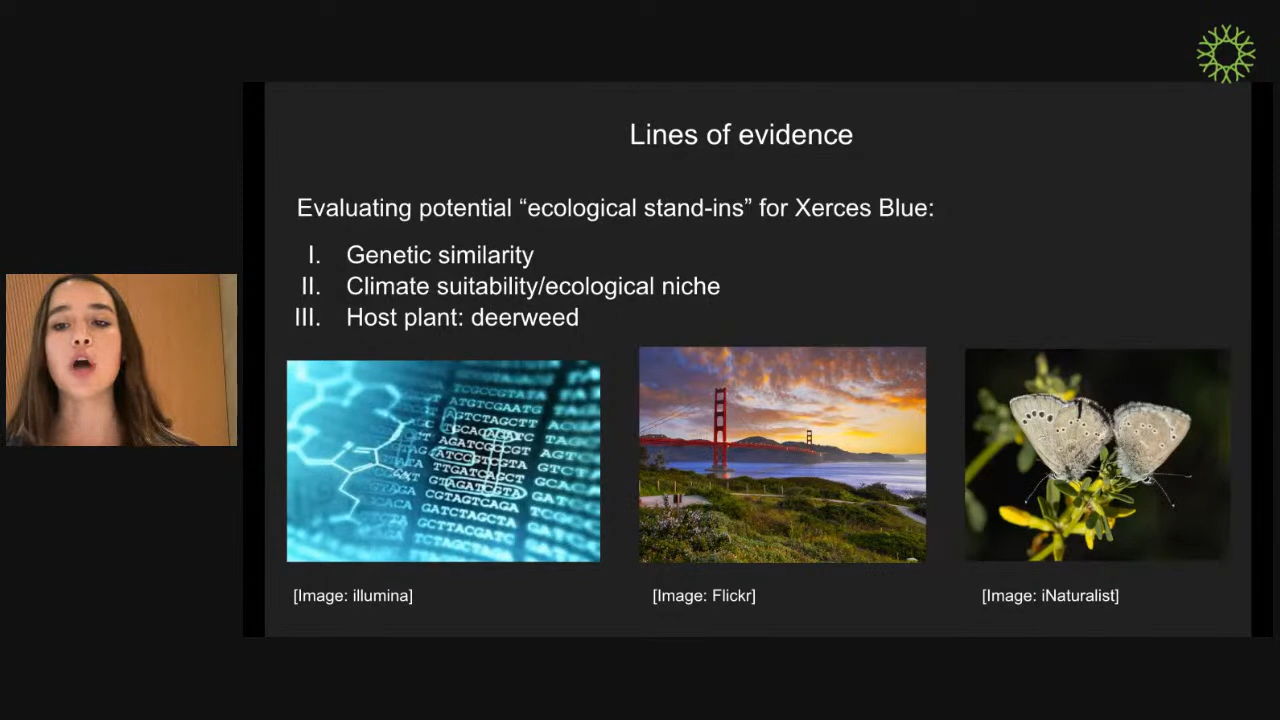 Lines of evidence
Evaluating potential “ecological stand-ins” for Xerces Blue:
I. Genetic similarity
II. Climate suitability/ecological niche
III. Host plant: deerweed
[Image: illumina]
[Image: Flickr]
[Image: iNaturalist]